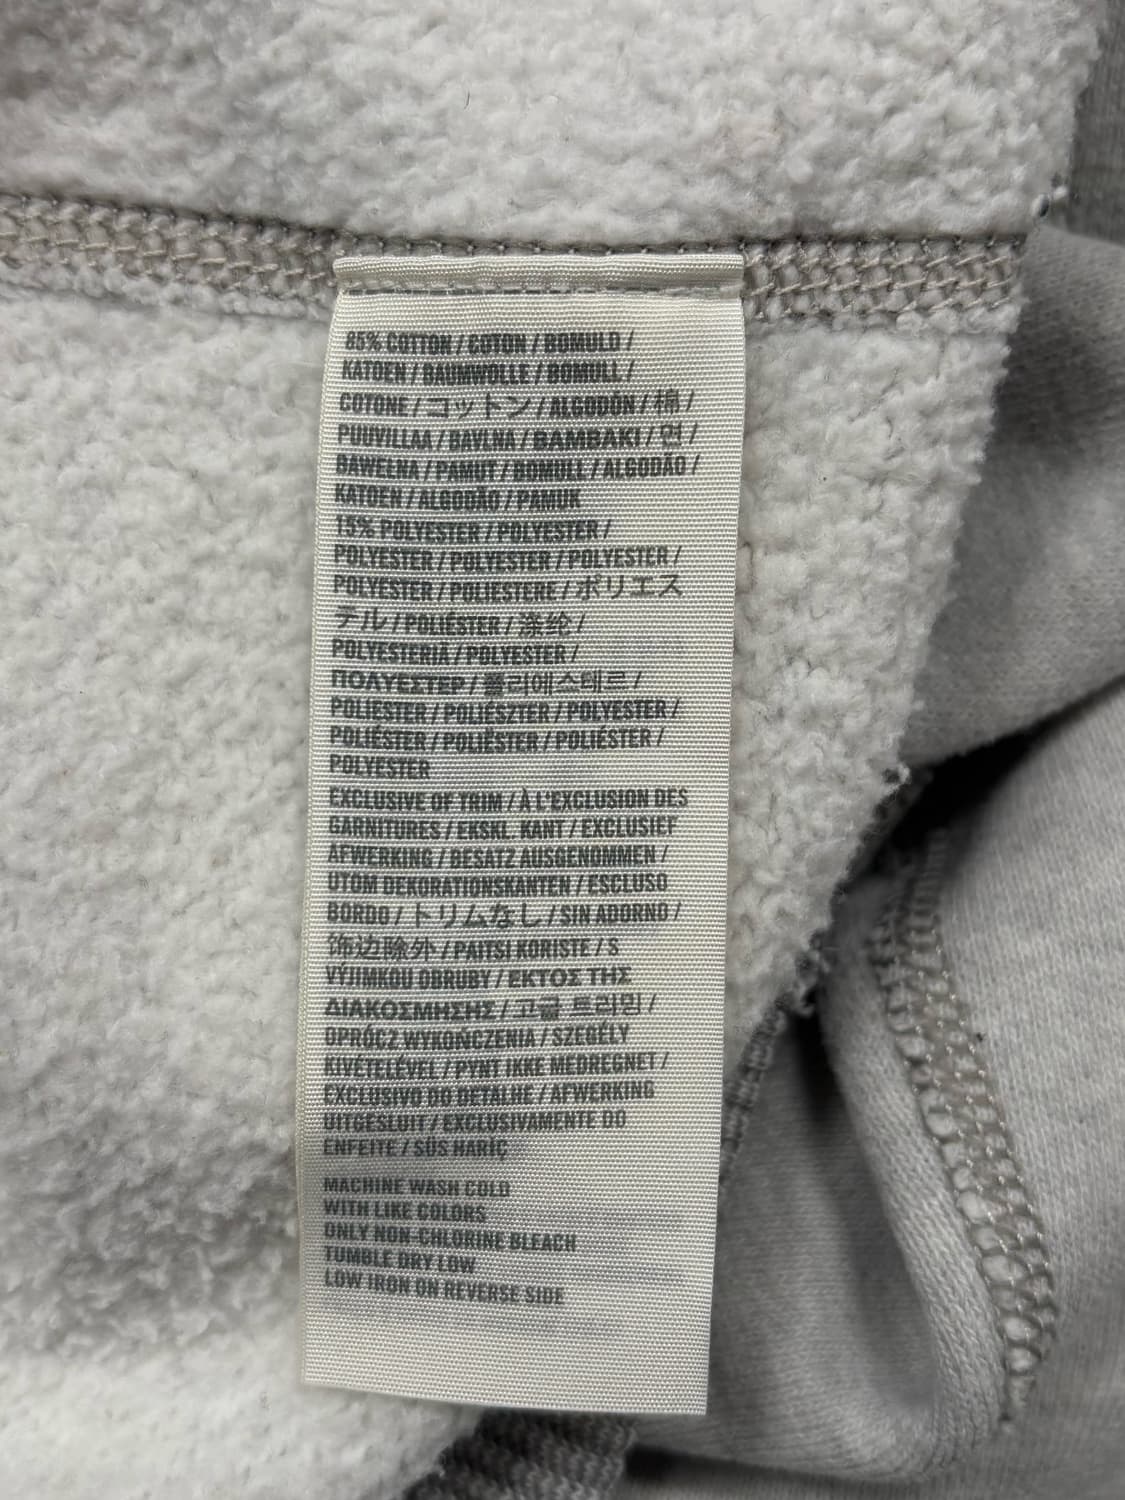 85% COTTON / COTON / BOMULD /
KATOEN / BAUMWOLLE / BOMULL /
COTONE / コットン / ALGODÓN / 棉 /
PUUVILLAA / BAVLNA / ΒΑΜΒΑΚΙ / 면 /
BAWEŁNA / PAMUT / BOMULL / ALGODÃO /
KATOEN / ALGODÃO / PAMUK
15% POLYESTER / POLYESTER /
POLYESTER / POLYESTER / POLYESTER /
POLYESTER / POLIESTERE / ポリエス
テル / POLIÉSTER / 涤纶 /
POLYESTERIÄ / POLYESTER /
ΠΟΛΥΕΣΤΕΡ / 폴리에스테르 /
POLIESTER / POLIÉSZTER / POLYESTER /
POLIÉSTER / POLIËSTER / POLIÉSTER /
POLYESTER
EXCLUSIVE OF TRIM / À L'EXCLUSION DES
GARNITURES / EKSKL. KANT / EXCLUSIEF
AFWERKING / BESATZ AUSGENOMMEN /
UTOM DEKORATIONSKANTEN / ESCLUSO
BORDO / トリムなし / SIN ADORNO /
饰边除外 / PAITSI KORISTE / S
VÝJIMKOU OBRUBY / ΕΚΤΟΣ ΤΗΣ
ΔΙΑΚΟΣΜΗΣΗΣ / 고글 트리밍 /
OPRÓCZ WYKOŃCZENIA / SZEGÉLY
KIVÉTELÉVEL / PYNT IKKE MEDREGNET /
EXCLUSIVO DO DETALHE / AFWERKING
UITGESLUIT / EXCLUSIVAMENTE DO
ENFEITE / SÜS HARİÇ
MACHINE WASH COLD
WITH LIKE COLORS
ONLY NON-CHLORINE BLEACH
TUMBLE DRY LOW
LOW IRON ON REVERSE SIDE